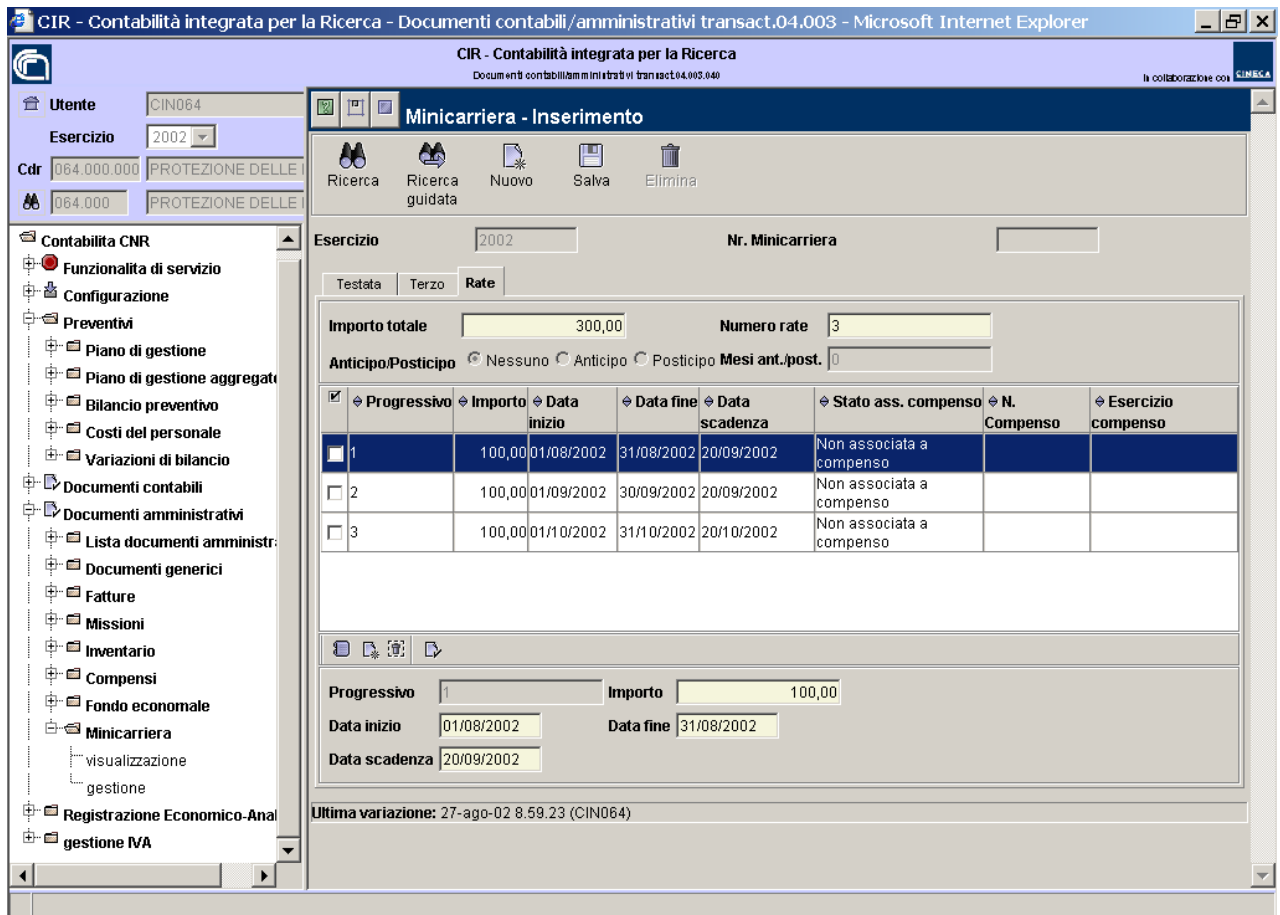 CIR - Contabilità integrata per la Ricerca - Documenti contabili/amministrativi transact.04.003 - Microsoft Internet Explorer
CIR - Contabilità integrata per la Ricerca
Documenti contabili/amministrativi transact.04.003.040
In collaborazione con CINECA
Utente CIN064
Esercizio 2002
Cdr 064.000.000 PROTEZIONE DELLE I
064.000 PROTEZIONE DELLE I
Contabilita CNR
Funzionalita di servizio
Configurazione
Preventivi
Piano di gestione
Piano di gestione aggregato
Bilancio preventivo
Costi del personale
Variazioni di bilancio
Documenti contabili
Documenti amministrativi
Lista documenti amministra
Documenti generici
Fatture
Missioni
Inventario
Compensi
Fondo economale
Minicarriera
visualizzazione
gestione
Registrazione Economico-Anal
gestione IVA
Minicarriera - Inserimento
Ricerca Ricerca guidata Nuovo Salva Elimina
Esercizio 2002 Nr. Minicarriera
Testata Terzo Rate
Importo totale 300,00 Numero rate 3
Anticipo/Posticipo Nessuno Anticipo Posticipo Mesi ant./post. 0
Progressivo Importo Data inizio Data fine Data scadenza Stato ass. compenso N. Compenso Esercizio compenso
1 100,00 01/08/2002 31/08/2002 20/09/2002 Non associata a compenso
2 100,00 01/09/2002 30/09/2002 20/09/2002 Non associata a compenso
3 100,00 01/10/2002 31/10/2002 20/10/2002 Non associata a compenso
Progressivo 1 Importo 100,00
Data inizio 01/08/2002 Data fine 31/08/2002
Data scadenza 20/09/2002
Ultima variazione: 27-ago-02 8.59.23 (CIN064)